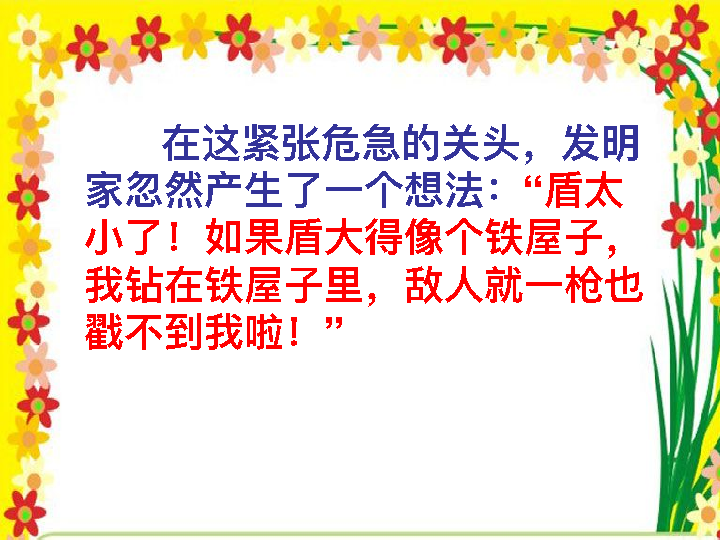 在这紧张危急的关头，发明
家忽然产生了一个想法：“盾太
小了！如果盾大得像个铁屋子，
我钻在铁屋子里，敌人就一枪也
戳不到我啦！”